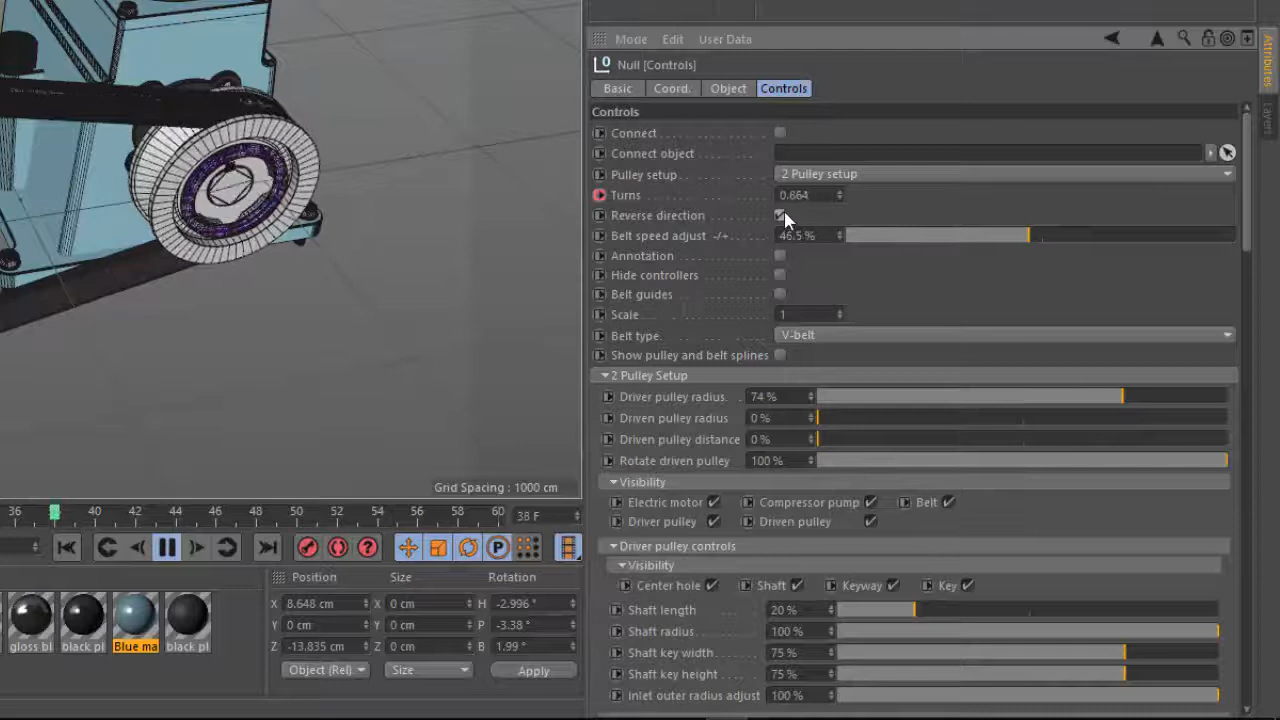 Mode Edit User Data
Null [Controls]
Basic Coord. Object Controls
Attributes
Layers
Controls
Connect
Connect object
Pulley setup 2 Pulley setup
Turns 0.664
Reverse direction
Belt speed adjust -/+ 46.5 %
Annotation
Hide controllers
Belt guides
Scale 1
Belt type V-belt
Show pulley and belt splines
2 Pulley Setup
Driver pulley radius 74 %
Driven pulley radius 0 %
Driven pulley distance 0 %
Rotate driven pulley 100 %
Visibility
Electric motor Compressor pump Belt
Driver pulley Driven pulley
Driver pulley controls
Visibility
Center hole Shaft Keyway Key
Shaft length 20 %
Shaft radius 100 %
Shaft key width 75 %
Shaft key height 75 %
Inlet outer radius adjust 100 %
Grid Spacing : 1000 cm
36 40 42 44 46 48 50 52 54 56 58 60 38 F
Position Size Rotation
X 8.648 cm X 0 cm H -2.996 °
Y 0 cm Y 0 cm P -3.38 °
Z -13.835 cm Z 0 cm B 1.99 °
Object (Rel) Size Apply
gloss bl black pl Blue ma black pl